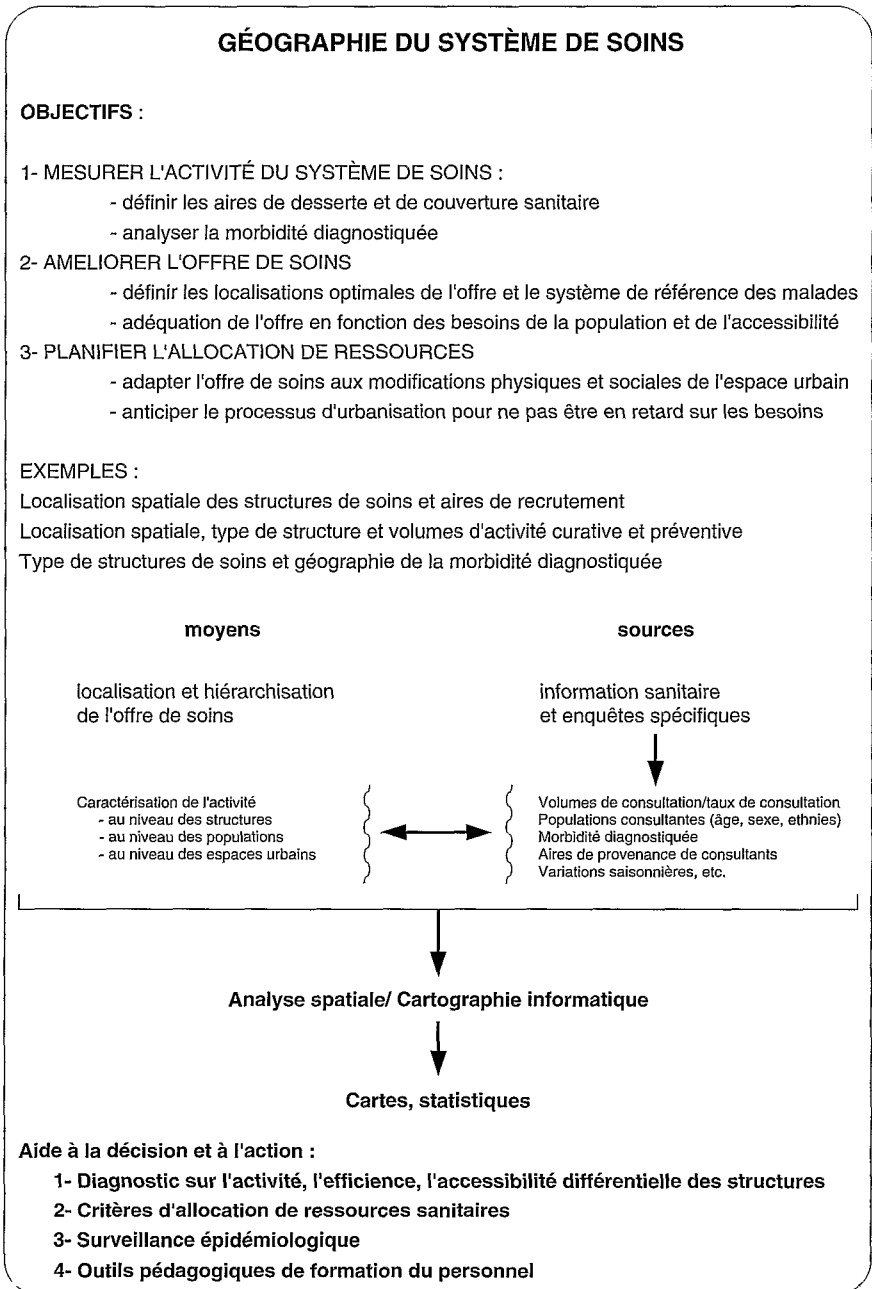 GÉOGRAPHIE DU SYSTÈME DE SOINS
OBJECTIFS :
1- MESURER L'ACTIVITÉ DU SYSTÈME DE SOINS :
- définir les aires de desserte et de couverture sanitaire
- analyser la morbidité diagnostiquée
2- AMELIORER L'OFFRE DE SOINS
- définir les localisations optimales de l'offre et le système de référence des malades
- adéquation de l'offre en fonction des besoins de la population et de l'accessibilité
3- PLANIFIER L'ALLOCATION DE RESSOURCES
- adapter l'offre de soins aux modifications physiques et sociales de l'espace urbain
- anticiper le processus d'urbanisation pour ne pas être en retard sur les besoins
EXEMPLES :
Localisation spatiale des structures de soins et aires de recrutement
Localisation spatiale, type de structure et volumes d'activité curative et préventive
Type de structures de soins et géographie de la morbidité diagnostiquée
moyens
localisation et hiérarchisation
de l'offre de soins
Caractérisation de l'activité
- au niveau des structures
- au niveau des populations
- au niveau des espaces urbains
sources
information sanitaire
et enquêtes spécifiques
Volumes de consultation/taux de consultation
Populations consultantes (âge, sexe, ethnies)
Morbidité diagnostiquée
Aires de provenance de consultants
Variations saisonnières, etc.
Analyse spatiale/ Cartographie informatique
Cartes, statistiques
Aide à la décision et à l'action :
1- Diagnostic sur l'activité, l'efficience, l'accessibilité différentielle des structures
2- Critères d'allocation de ressources sanitaires
3- Surveillance épidémiologique
4- Outils pédagogiques de formation du personnel